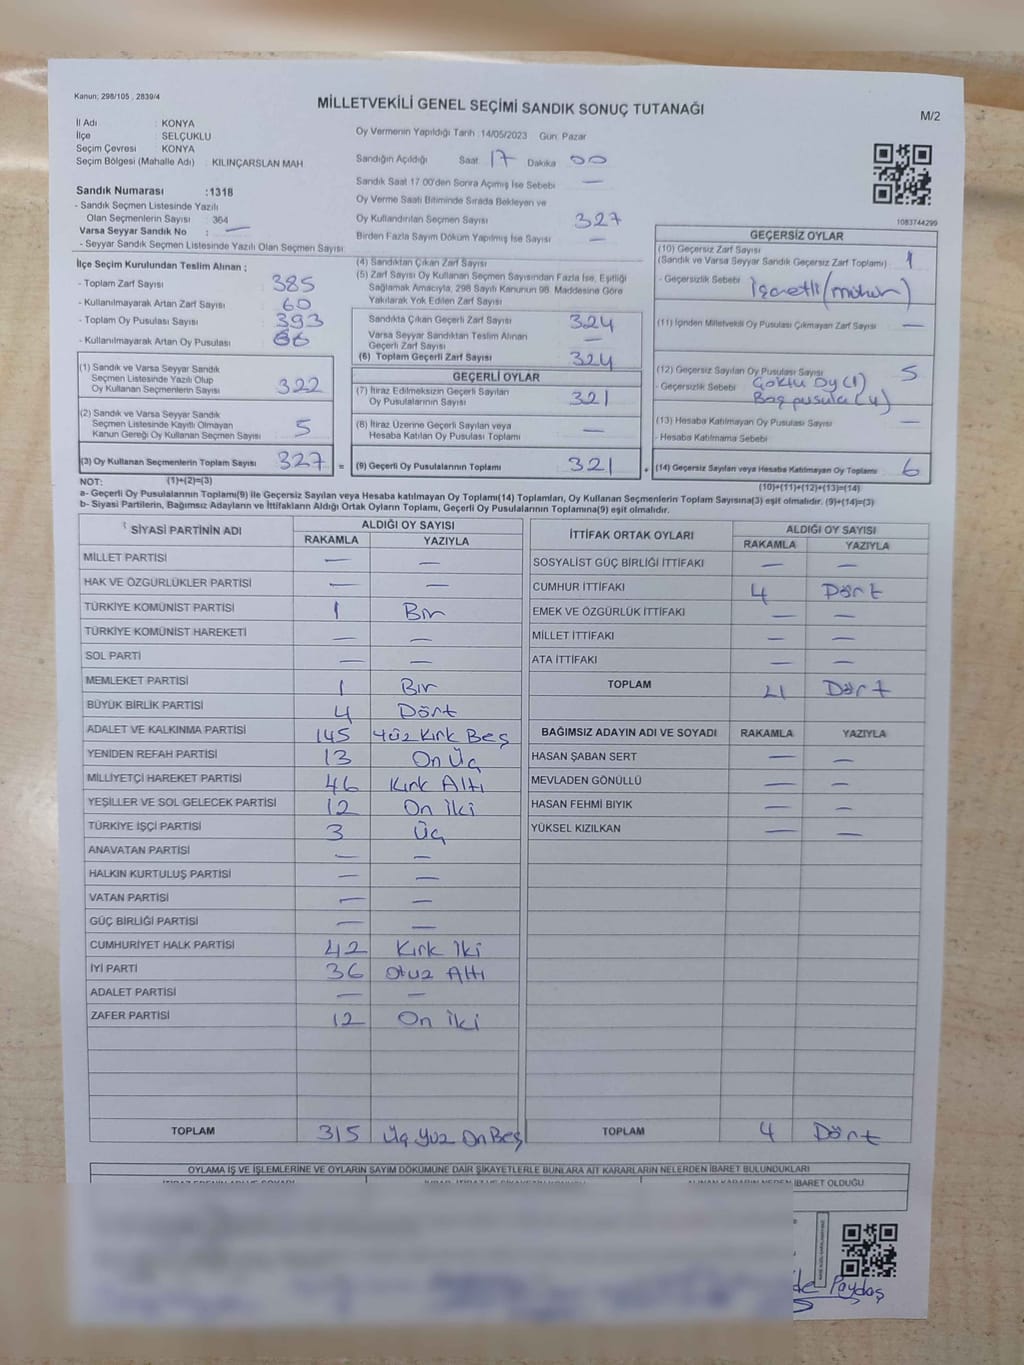 Kanun; 298/105 , 2839/4
MİLLETVEKİLİ GENEL SEÇİMİ SANDIK SONUÇ TUTANAĞI
M/2
İl Adı : KONYA
İlçe : SELÇUKLU
Seçim Çevresi : KONYA
Seçim Bölgesi (Mahalle Adı) : KILINÇARSLAN MAH.
Sandık Numarası :1318
- Sandık Seçmen Listesinde Yazılı
Olan Seçmenlerin Sayısı : 364
Varsa Seyyar Sandık No : —
- Seyyar Sandık Seçmen Listesinde Yazılı Olan Seçmen Sayısı:
Oy Vermenin Yapıldığı Tarih :14/05/2023 Gün: Pazar
Sandığın Açıldığı Saat 17 Dakika 00
Sandık Saat 17.00'den Sonra Açımış İse Sebebi —
Oy Verme Saati Bitiminde Sırada Bekleyen ve
Oy Kullandırılan Seçmen Sayısı 327
Birden Fazla Sayım Döküm Yapılmış İse Sayısı —
1083744299
İlçe Seçim Kurulundan Teslim Alınan ;
- Toplam Zarf Sayısı : 385
- Kullanılmayarak Artan Zarf Sayısı : 60
- Toplam Oy Pusulası Sayısı : 393
- Kullanılmayarak Artan Oy Pusulası : 66
(1) Sandık ve Varsa Seyyar Sandık
Seçmen Listesinde Yazılı Olup
Oy Kullanan Seçmenlerin Sayısı : 322
(2) Sandık ve Varsa Seyyar Sandık
Seçmen Listesinde Kayıtlı Olmayan
Kanun Gereği Oy Kullanan Seçmen Sayısı : 5
(3) Oy Kullanan Seçmenlerin Toplam Sayısı : 327 =
(4) Sandıktan Çıkan Zarf Sayısı
(5) Zarf Sayısı Oy Kullanan Seçmen Sayısından Fazla İse, Eşitliği
Sağlamak Amacıyla, 298 Sayılı Kanunun 98. Maddesine Göre
Yakılarak Yok Edilen Zarf Sayısı
Sandıkta Çıkan Geçerli Zarf Sayısı 324
Varsa Seyyar Sandıktan Teslim Alınan
Geçerli Zarf Sayısı —
(6) Toplam Geçerli Zarf Sayısı 324
GEÇERLİ OYLAR
(7) İtiraz Edilmeksizin Geçerli Sayılan
Oy Pusulalarının Sayısı 321
(8) İtiraz Üzerine Geçerli Sayılan veya
Hesaba Katılan Oy Pusulası Toplamı —
(9) Geçerli Oy Pusulalarının Toplamı 321 +
GEÇERSİZ OYLAR
(10) Geçersiz Zarf Sayısı
(Sandık ve Varsa Seyyar Sandık Geçersiz Zarf Toplamı) 1
- Geçersizlik Sebebi : İşaretli (mühür)
(11) İçinden Milletvekili Oy Pusulası Çıkmayan Zarf Sayısı —
(12) Geçersiz Sayılan Oy Pusulası Sayısı 5
- Geçersizlik Sebebi Çoklu Oy (1)
Boş pusula (4)
(13) Hesaba Katılmayan Oy Pusulası Sayısı —
- Hesaba Katılmama Sebebi
(14) Geçersiz Sayılan veya Hesaba Katılmayan Oy Toplamı 6
NOT: (1)+(2)=(3) (10)+(11)+(12)+(13)=(14)
a- Geçerli Oy Pusulalarının Toplamı(9) ile Geçersiz Sayılan veya Hesaba katılmayan Oy Toplamı(14) Toplamları, Oy Kullanan Seçmenlerin Toplam Sayısına(3) eşit olmalıdır. (9)+(14)=(3)
b- Siyasi Partilerin, Bağımsız Adayların ve İttifakların Aldığı Ortak Oyların Toplamı, Geçerli Oy Pusulalarının Toplamına(9) eşit olmalıdır.
SİYASİ PARTİNİN ADI ALDIĞI OY SAYISI
RAKAMLA YAZIYLA
MİLLET PARTİSİ — —
HAK VE ÖZGÜRLÜKLER PARTİSİ — —
TÜRKİYE KOMÜNİST PARTİSİ 1 Bir
TÜRKİYE KOMÜNİST HAREKETİ — —
SOL PARTİ — —
MEMLEKET PARTİSİ 1 Bir
BÜYÜK BİRLİK PARTİSİ 4 Dört
ADALET VE KALKINMA PARTİSİ 145 Yüz Kırk Beş
YENİDEN REFAH PARTİSİ 13 On Üç
MİLLİYETÇİ HAREKET PARTİSİ 46 Kırk Altı
YEŞİLLER VE SOL GELECEK PARTİSİ 12 On İki
TÜRKİYE İŞÇİ PARTİSİ 3 Üç
ANAVATAN PARTİSİ — —
HALKIN KURTULUŞ PARTİSİ — —
VATAN PARTİSİ — —
GÜÇ BİRLİĞİ PARTİSİ — —
CUMHURİYET HALK PARTİSİ 42 Kırk İki
İYİ PARTİ 36 Otuz Altı
ADALET PARTİSİ — —
ZAFER PARTİSİ 12 On İki
TOPLAM 315 Üç Yüz On Beş
İTTİFAK ORTAK OYLARI ALDIĞI OY SAYISI
RAKAMLA YAZIYLA
SOSYALİST GÜÇ BİRLİĞİ İTTİFAKI — —
CUMHUR İTTİFAKI 4 Dört
EMEK VE ÖZGÜRLÜK İTTİFAKI — —
MİLLET İTTİFAKI — —
ATA İTTİFAKI — —
TOPLAM 4 Dört
BAĞIMSIZ ADAYIN ADI VE SOYADI RAKAMLA YAZIYLA
HASAN ŞABAN SERT — —
MEVLADEN GÖNÜLLÜ — —
HASAN FEHMİ BIYIK — —
YÜKSEL KIZILKAN — —
TOPLAM 4 Dört
OYLAMA İŞ VE İŞLEMLERİNE VE OYLARIN SAYIM DÖKÜMÜNE DAİR ŞİKAYETLERLE BUNLARA AİT KARARLARIN NELERDEN İBARET BULUNDUKLARI
İBARET OLDUĞU
de Paydaş